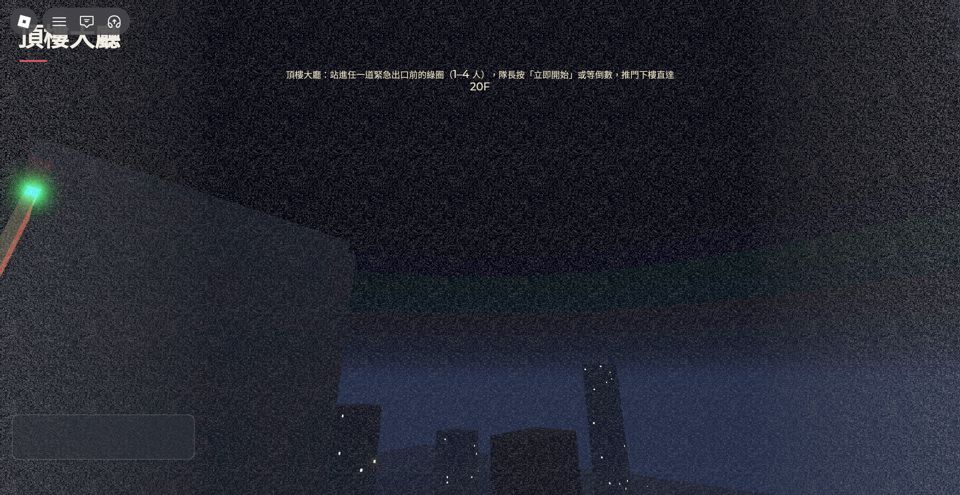 頂樓大廳
頂樓大廳：站進任一道緊急出口前的綠圈（1–4 人），隊長按「立即開始」或等倒數，推門下樓直達
20F